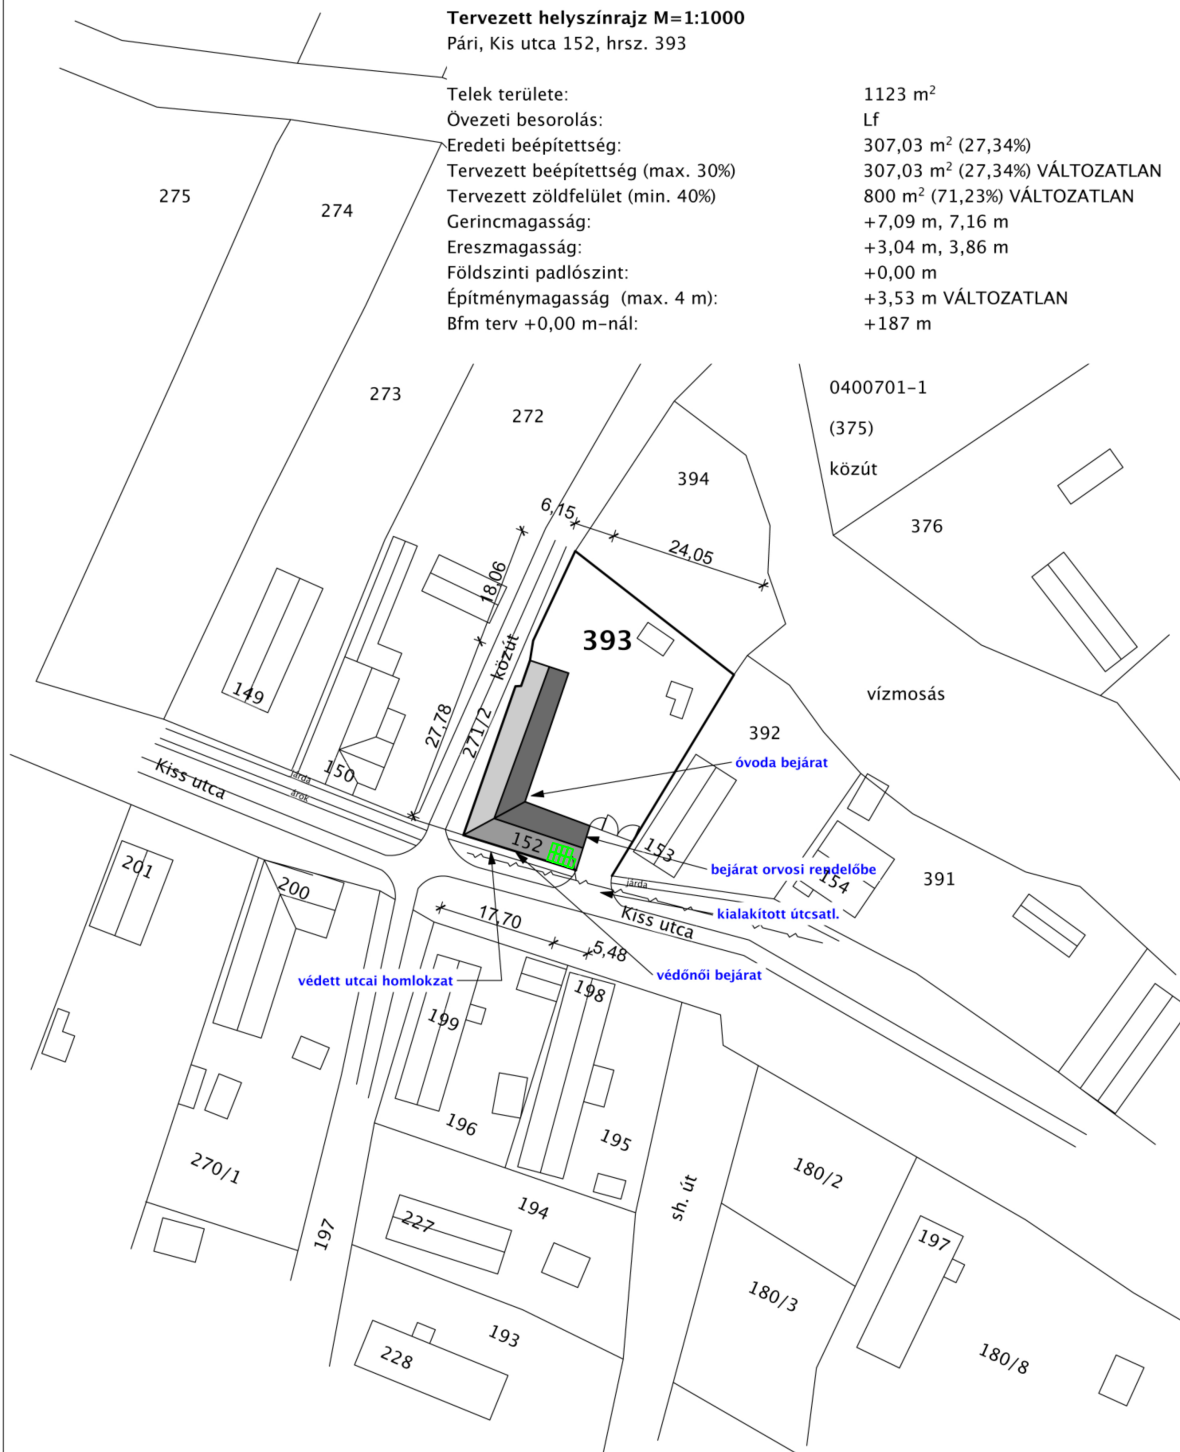 Tervezett helyszínrajz M=1:1000
Pári, Kis utca 152, hrsz. 393
Telek területe: 1123 m²
Övezeti besorolás: Lf
Eredeti beépítettség: 307,03 m² (27,34%)
Tervezett beépítettség (max. 30%) 307,03 m² (27,34%) VÁLTOZATLAN
Tervezett zöldfelület (min. 40%) 800 m² (71,23%) VÁLTOZATLAN
Gerincmagasság: +7,09 m, 7,16 m
Ereszmagasság: +3,04 m, 3,86 m
Földszinti padlószint: +0,00 m
Építménymagasság (max. 4 m): +3,53 m VÁLTOZATLAN
Bfm terv +0,00 m-nál: +187 m
275
274
273
272
0400701-1
(375)
közút
394
376
6,15
24,05
18,06
393
közút
149
vízmosás
27,78
271/2
392
óvoda bejárat
150
Kiss utca
járda
árok
152
153
bejárat orvosi rendelőbe
201
200
154
391
járda
kialakított útcsatl.
17,70
Kiss utca
5,48
védett utcai homlokzat
védőnői bejárat
198
199
196
195
270/1
180/2
sh. út
194
227
197
197
180/3
193
228
180/8